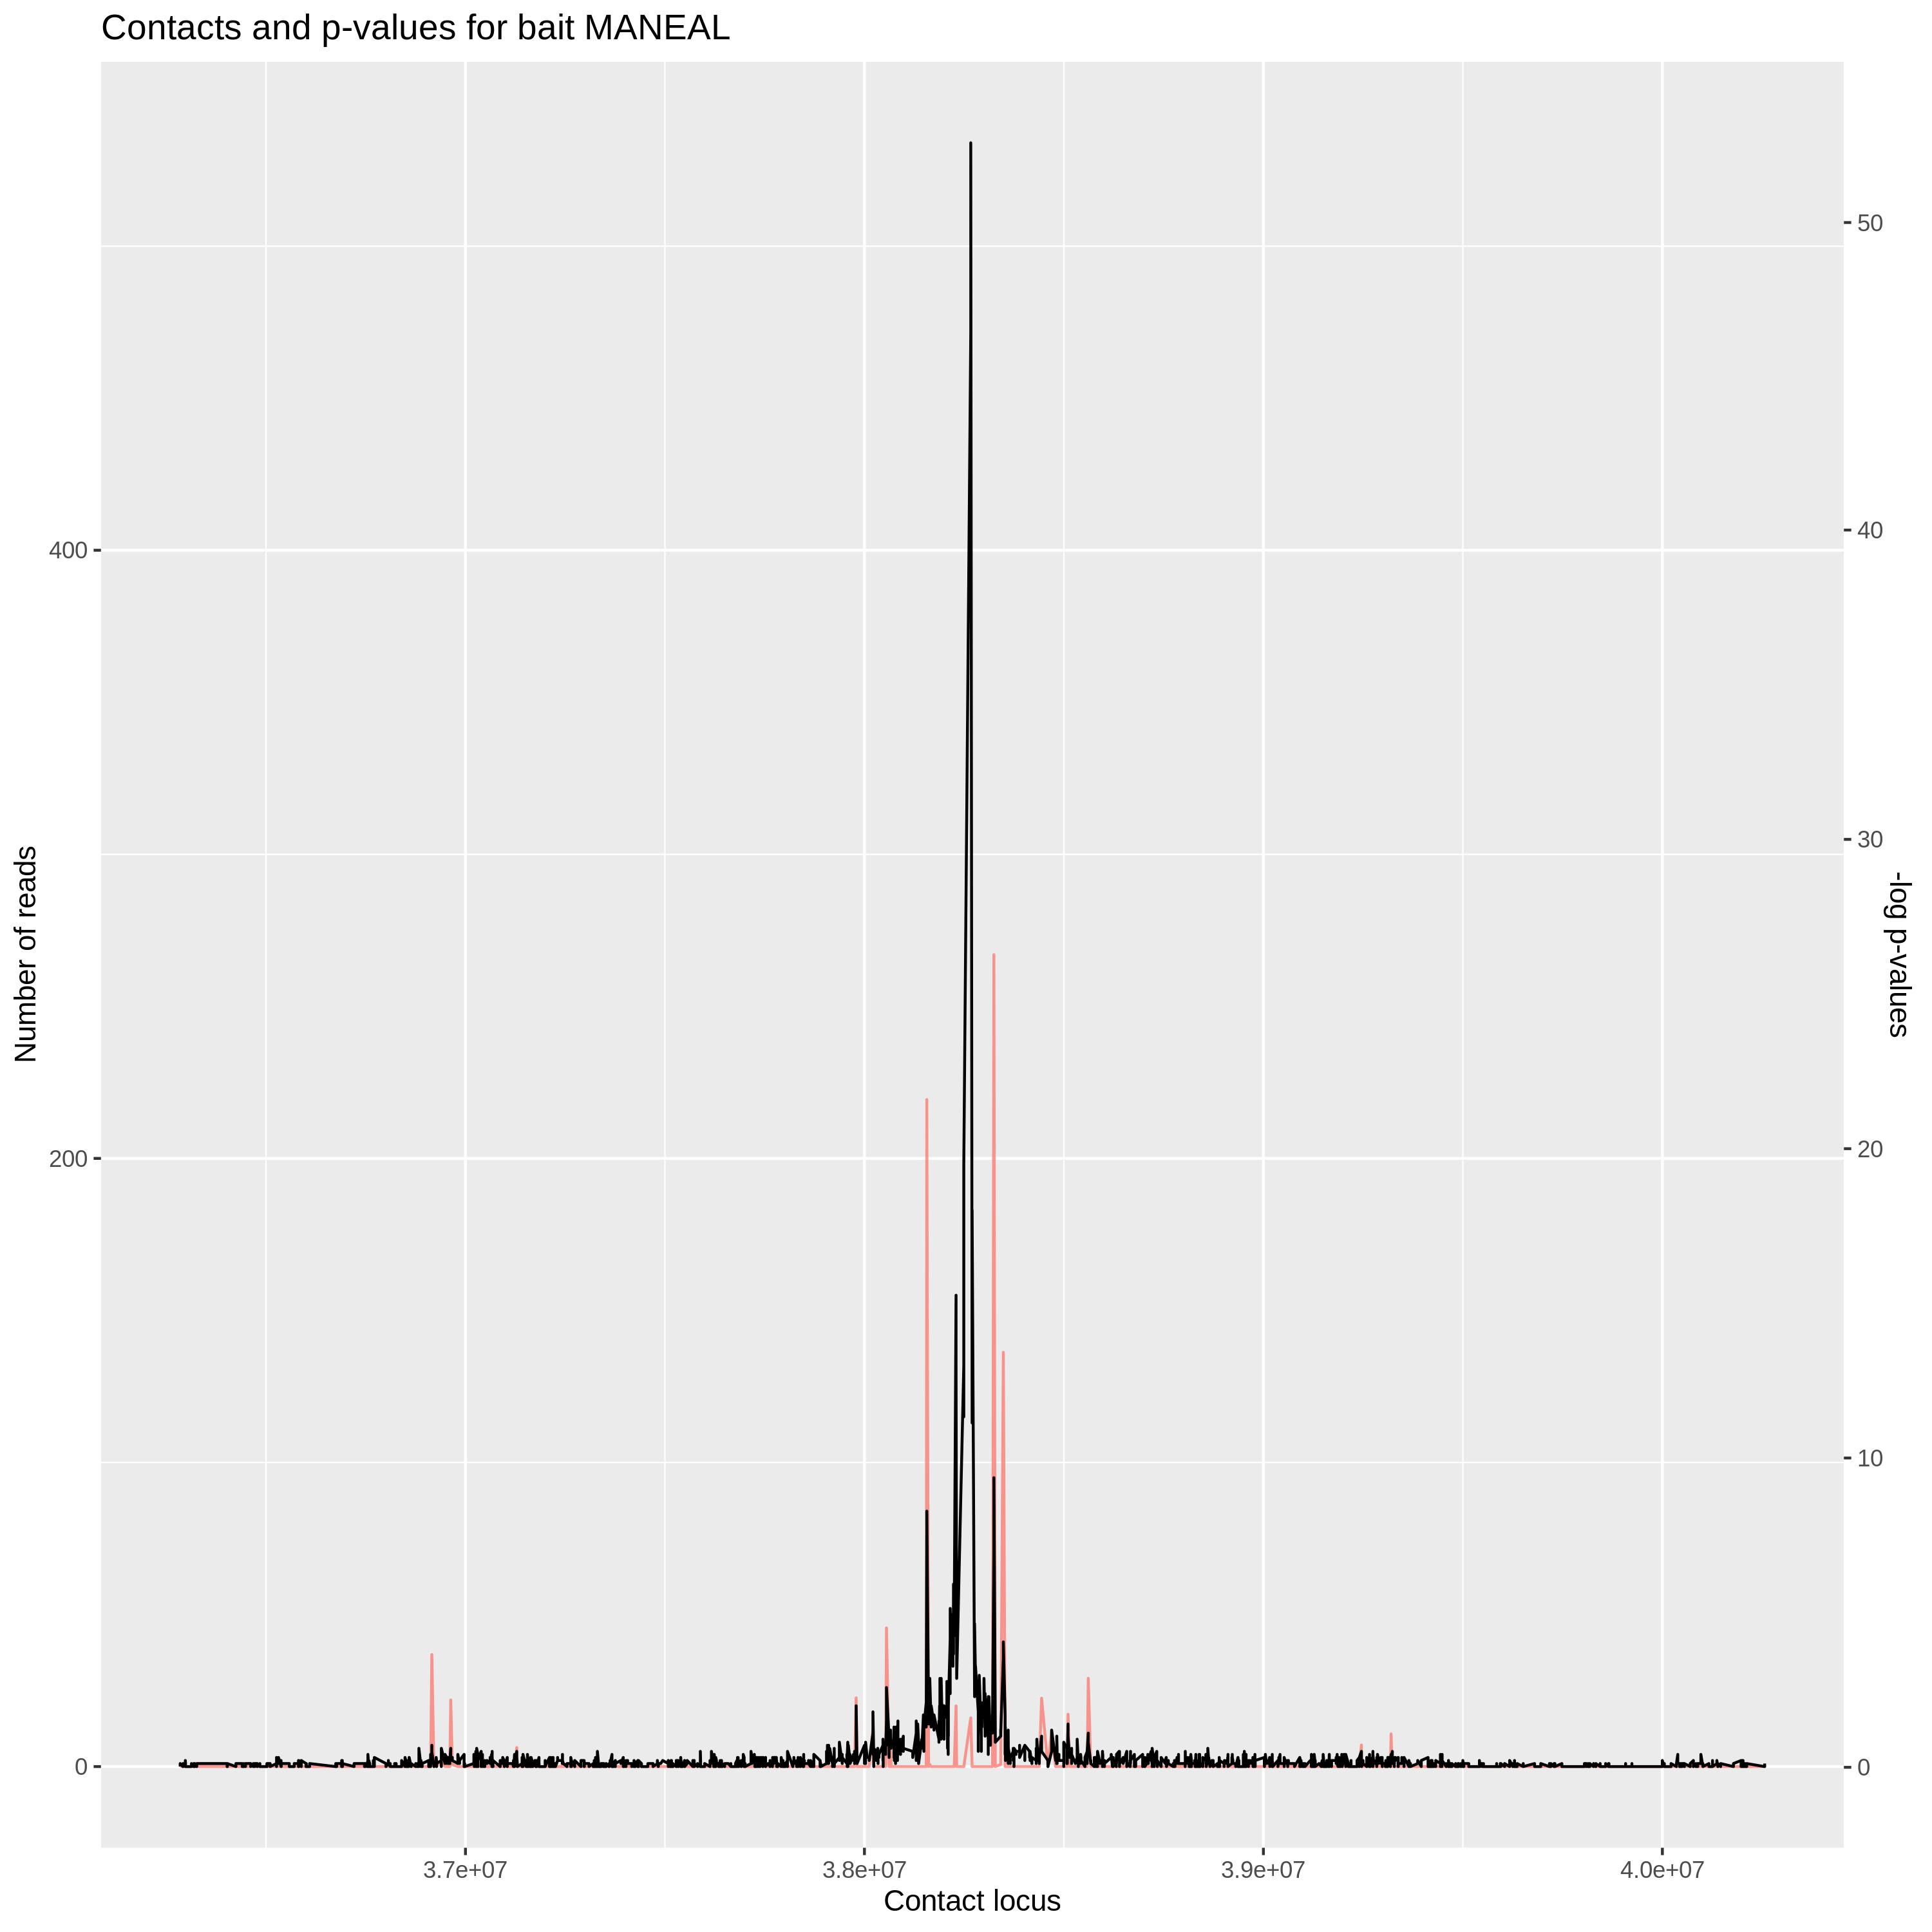 Contacts and p-values for bait MANEAL
Number of reads
400
200
0
50
40
30
20
10
0
-log p-values
3.7e+07
3.8e+07
3.9e+07
4.0e+07
Contact locus